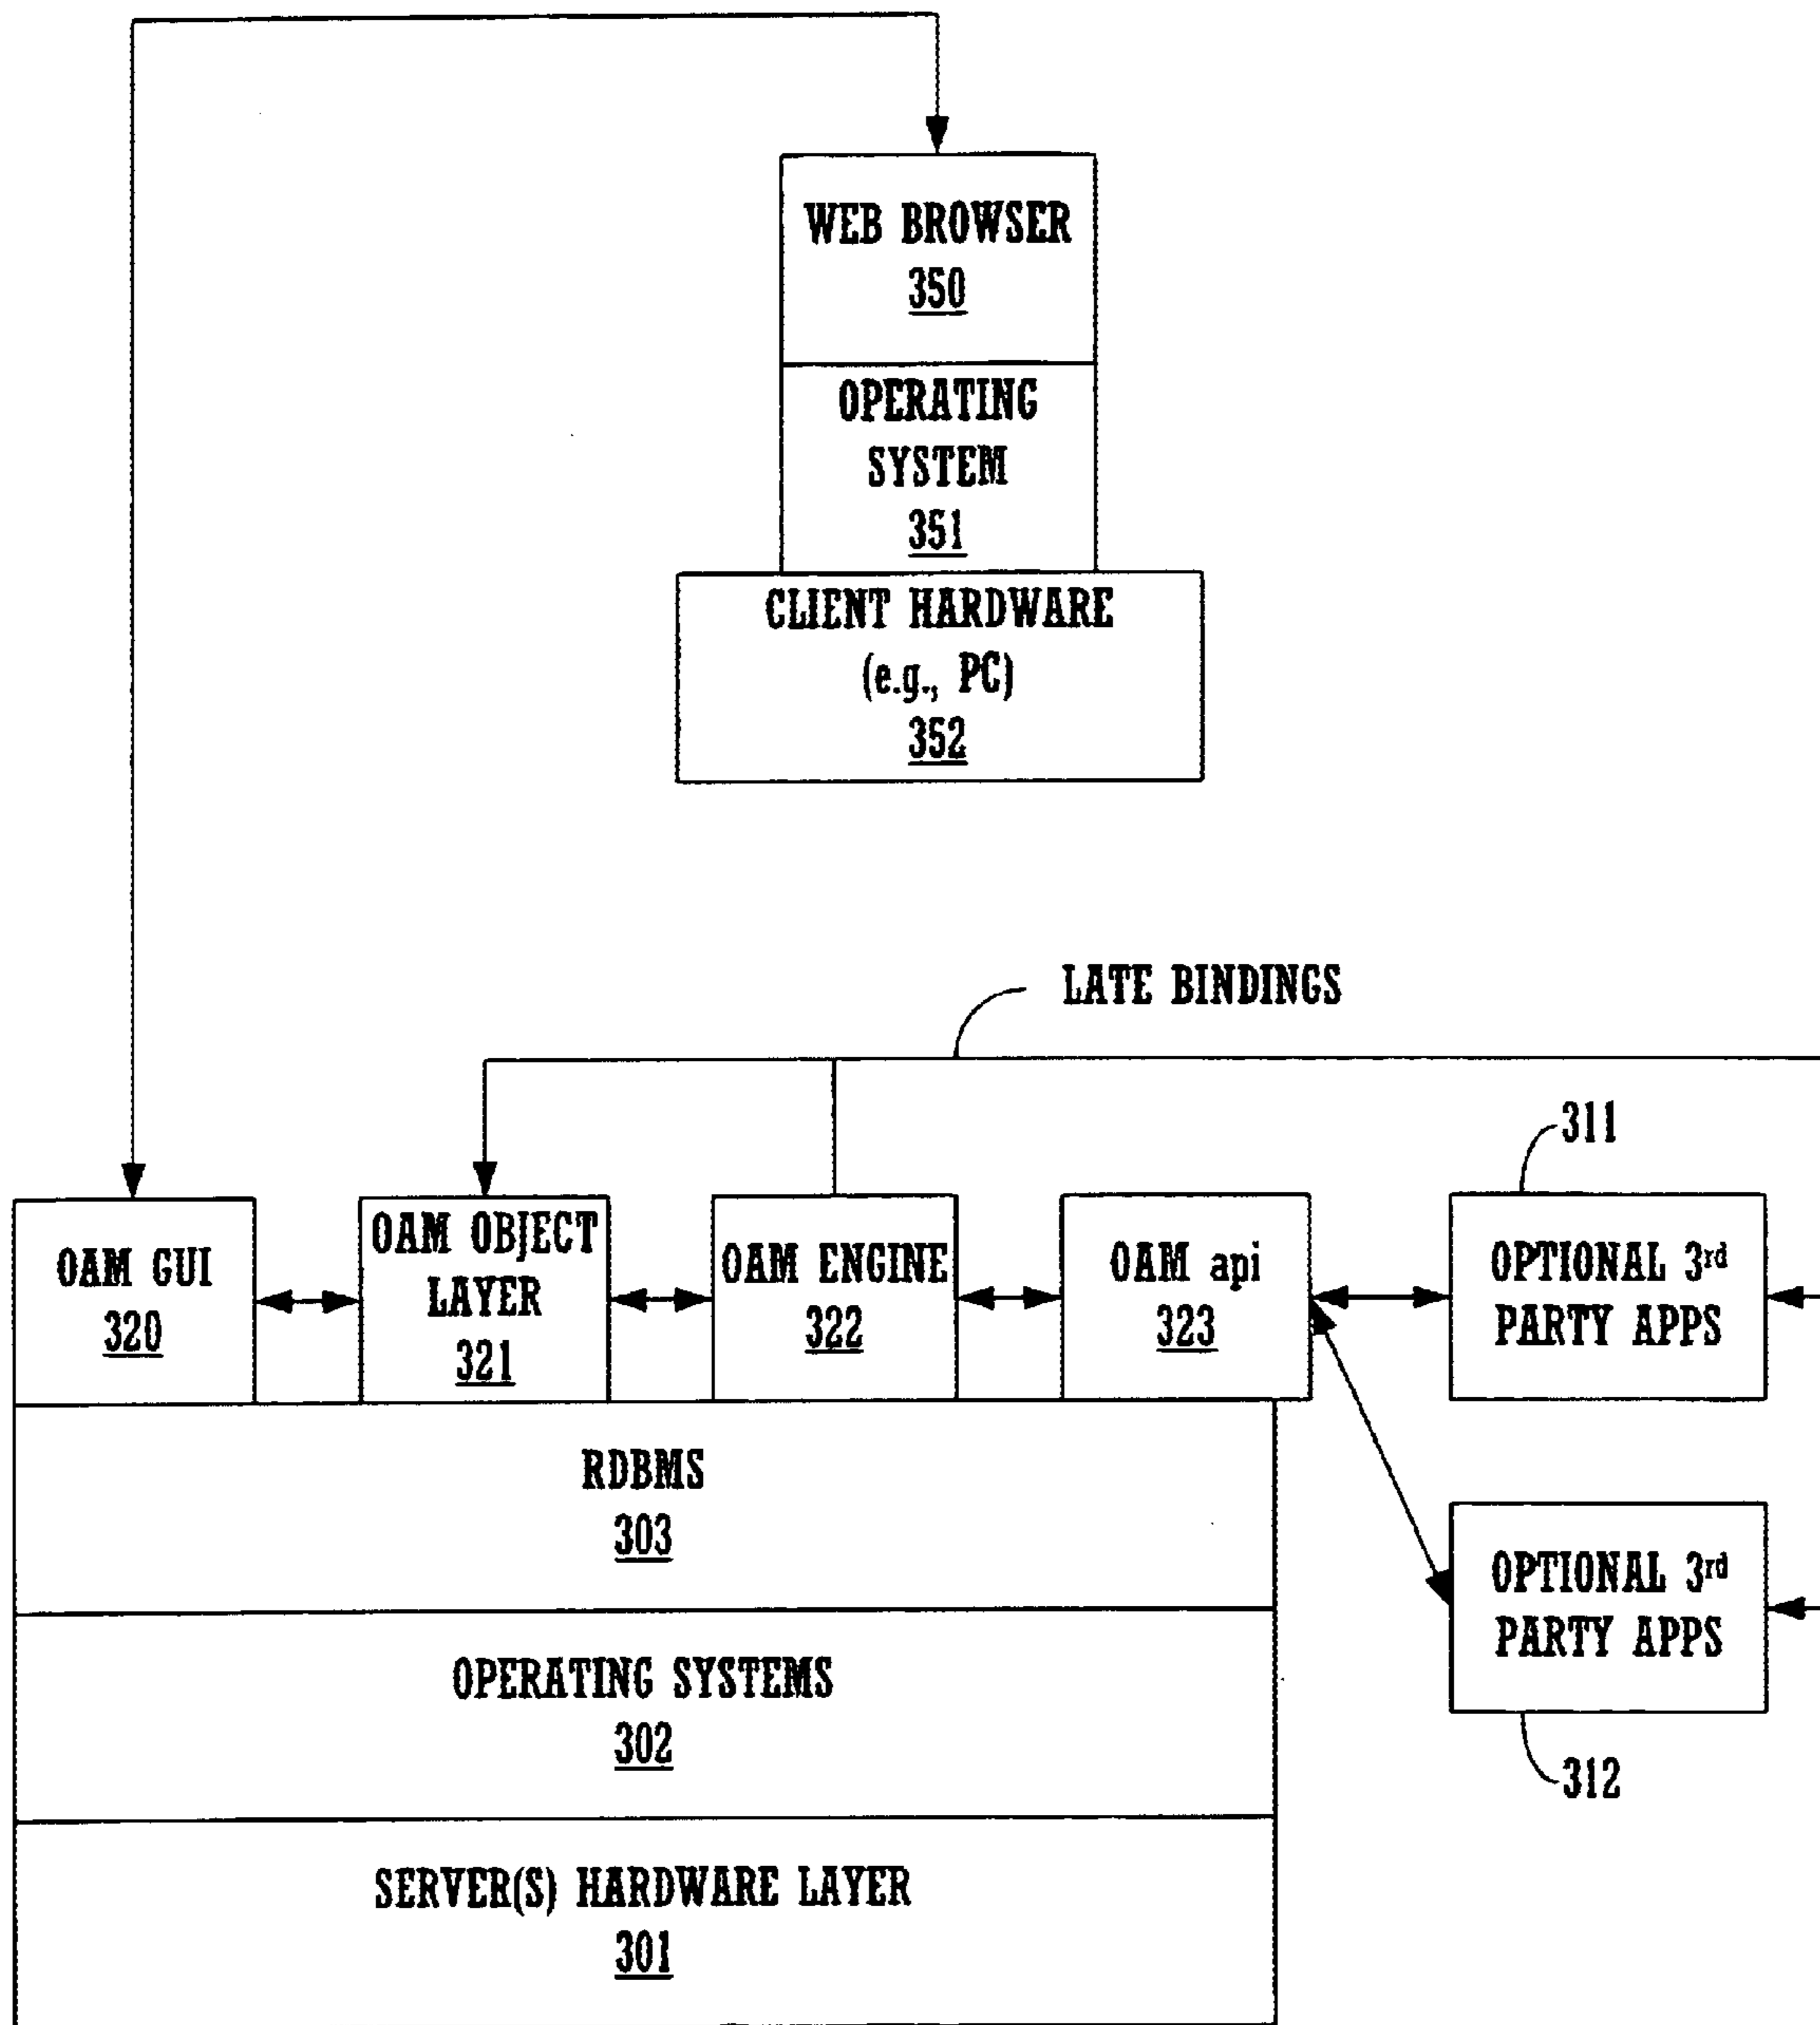 WEB BROWSER
350
OPERATING
SYSTEM
351
CLIENT HARDWARE
(e.g., PC)
352
LATE BINDINGS
311
OAM GUI
320
OAM OBJECT
LAYER
321
OAM ENGINE
322
OAM api
323
OPTIONAL 3rd
PARTY APPS
RDBMS
303
OPTIONAL 3rd
PARTY APPS
312
OPERATING SYSTEMS
302
SERVER(S) HARDWARE LAYER
301